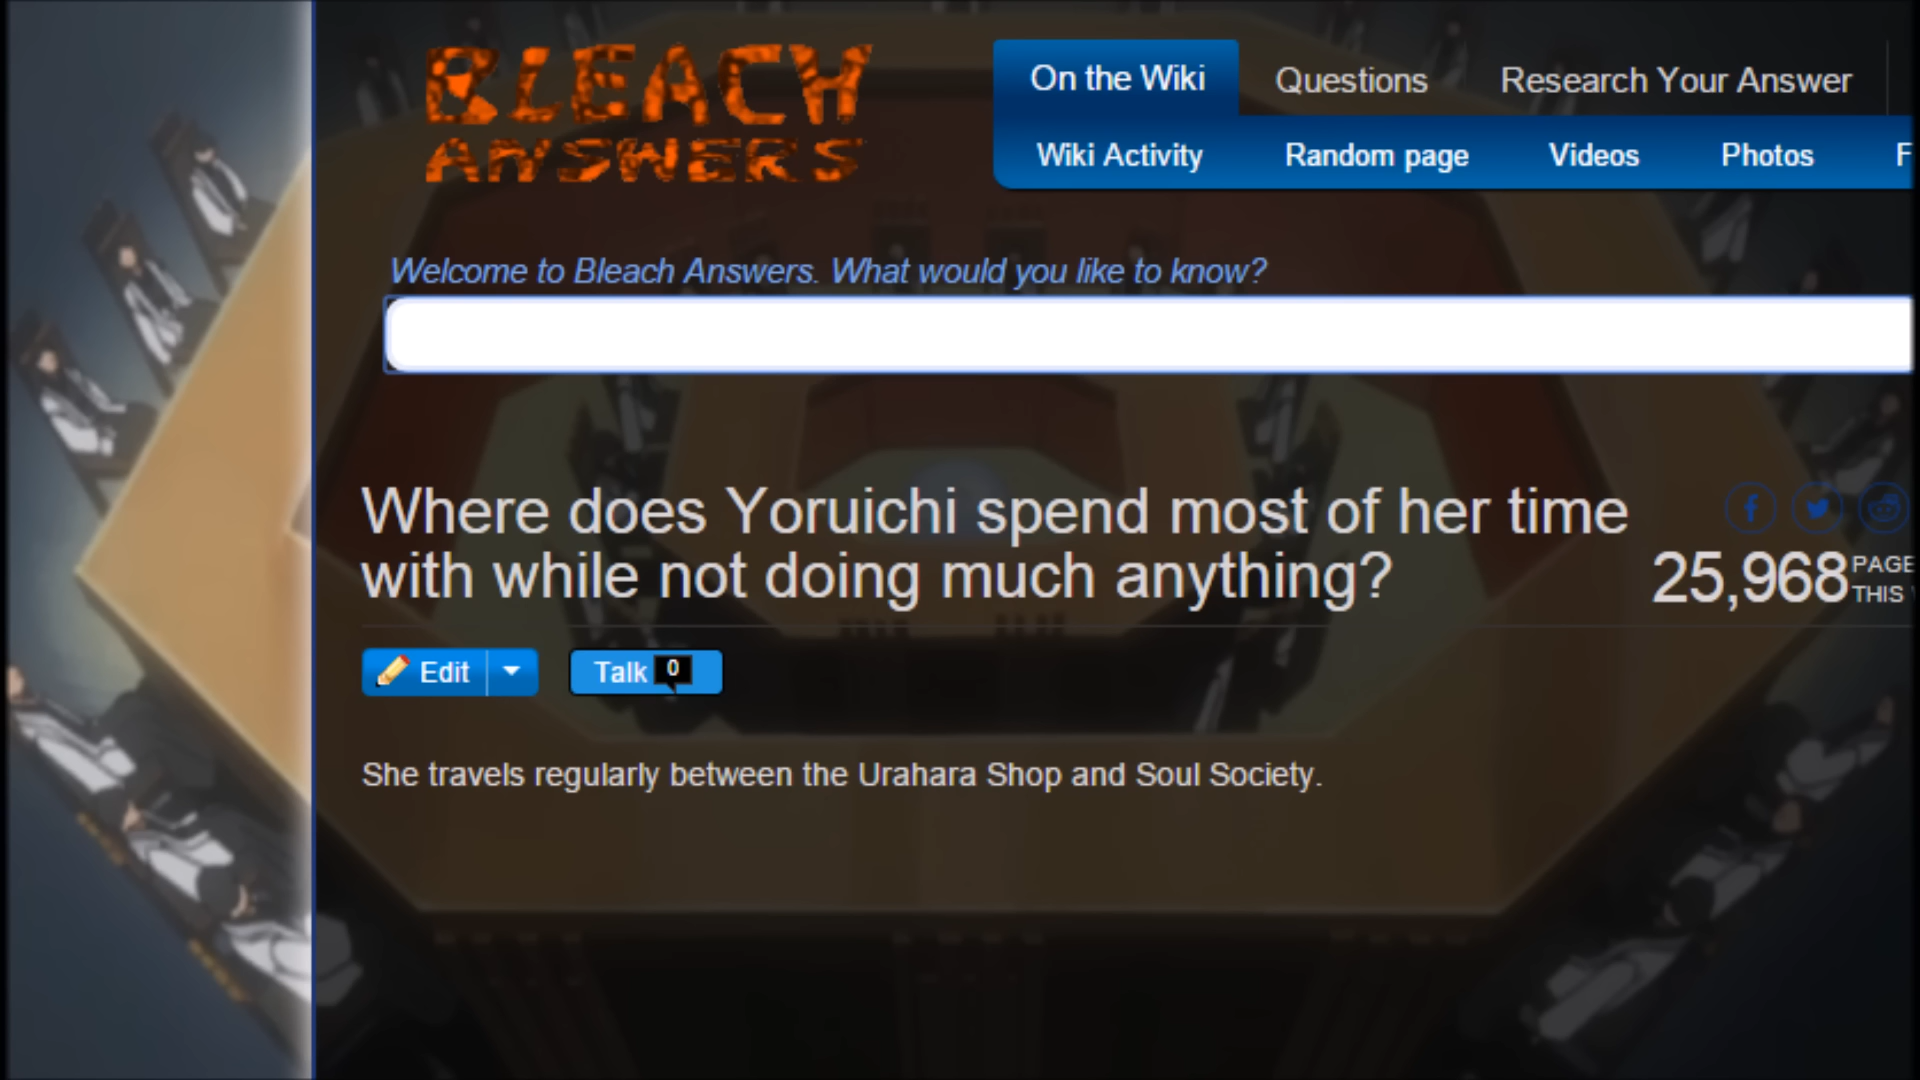 BLEACH
ANSWERS
On the Wiki
Questions
Research Your Answer
Wiki Activity
Random page
Videos
Photos
F
Welcome to Bleach Answers. What would you like to know?
Where does Yoruichi spend most of her time
with while not doing much anything?
25,968
PAGE
THIS
Edit
Talk 0
She travels regularly between the Urahara Shop and Soul Society.